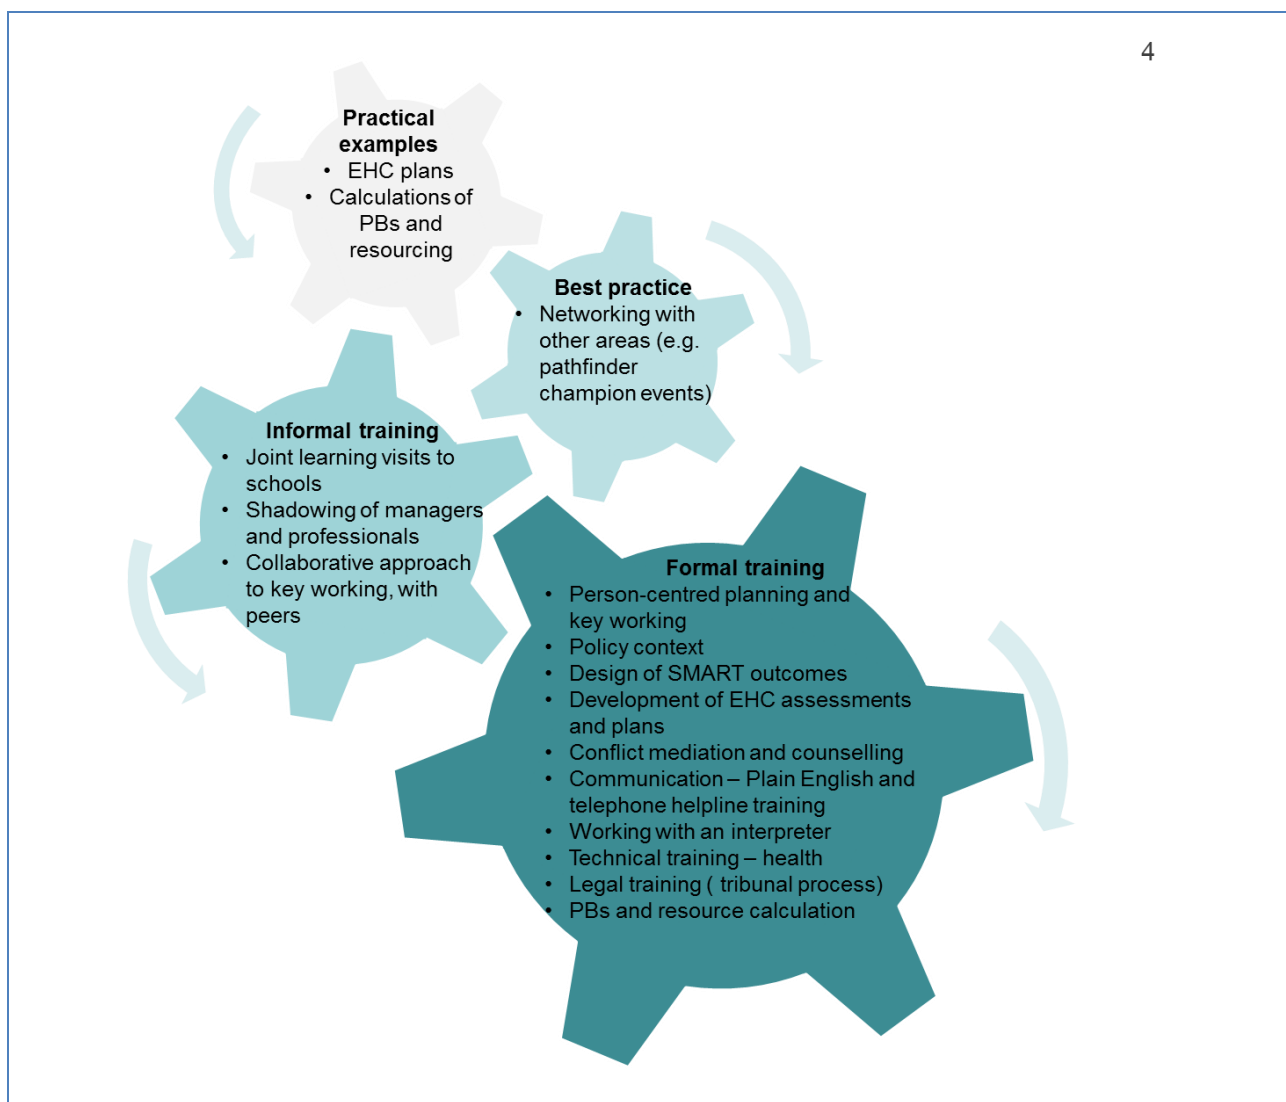 4
Practical
examples
• EHC plans
• Calculations of
PBs and
resourcing
Best practice
• Networking with
other areas (e.g.
pathfinder
champion events)
Informal training
• Joint learning visits to
schools
• Shadowing of managers
and professionals
• Collaborative approach
to key working, with
peers
Formal training
• Person-centred planning and
key working
• Policy context
• Design of SMART outcomes
• Development of EHC assessments
and plans
• Conflict mediation and counselling
• Communication – Plain English and
telephone helpline training
• Working with an interpreter
• Technical training – health
• Legal training ( tribunal process)
• PBs and resource calculation